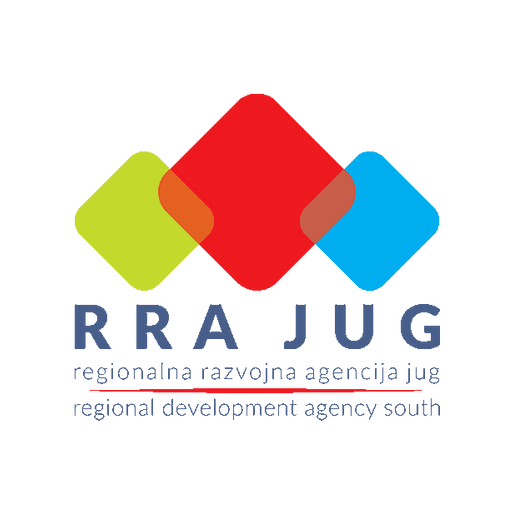 RRA JUG
regionalna razvojna agencija jug
regional development agency south